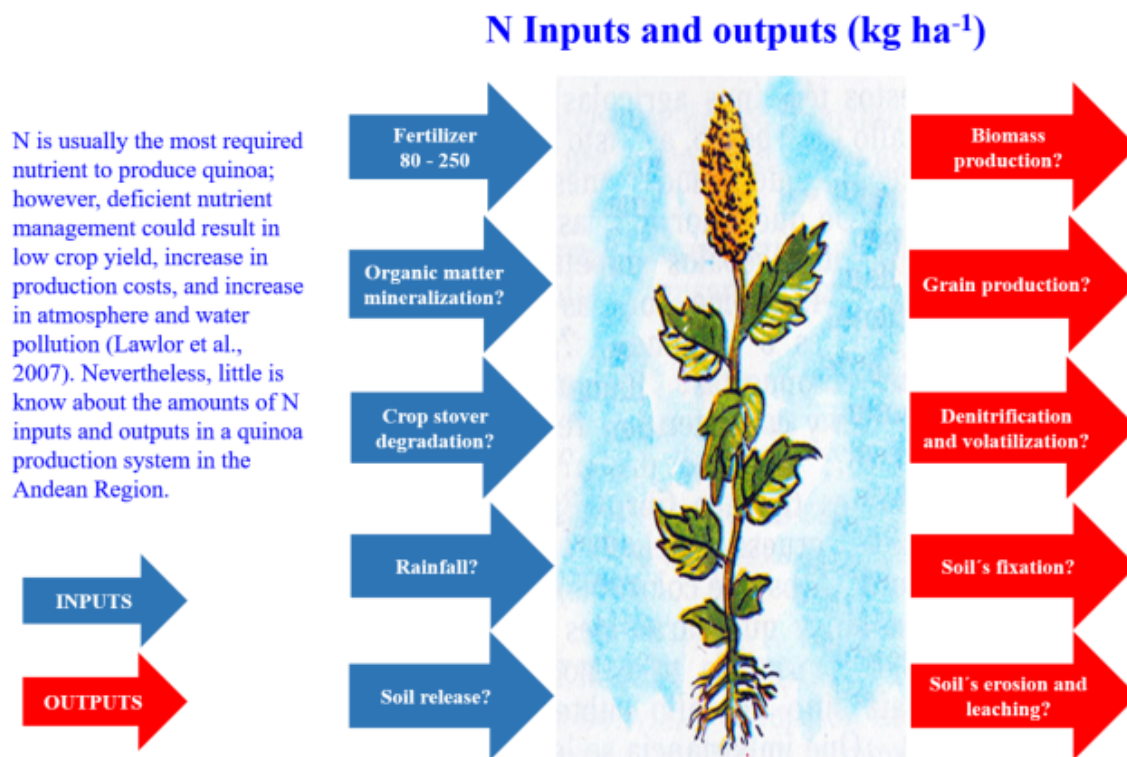 N Inputs and outputs (kg ha⁻¹)
N is usually the most required
nutrient to produce quinoa;
however, deficient nutrient
management could result in
low crop yield, increase in
production costs, and increase
in atmosphere and water
pollution (Lawlor et al.,
2007). Nevertheless, little is
know about the amounts of N
inputs and outputs in a quinoa
production system in the
Andean Region.
INPUTS
OUTPUTS
Fertilizer
80 - 250
Organic matter
mineralization?
Crop stover
degradation?
Rainfall?
Soil release?
Biomass
production?
Grain production?
Denitrification
and volatilization?
Soil´s fixation?
Soil´s erosion and
leaching?